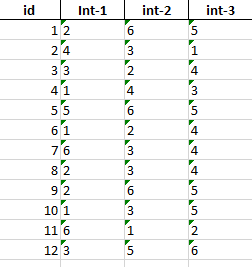 id Int-1 int-2 int-3
1 2 6 5
2 4 3 1
3 3 2 4
4 1 4 3
5 5 6 5
6 1 2 4
7 6 3 4
8 2 3 4
9 2 6 5
10 1 3 5
11 6 1 2
12 3 5 6